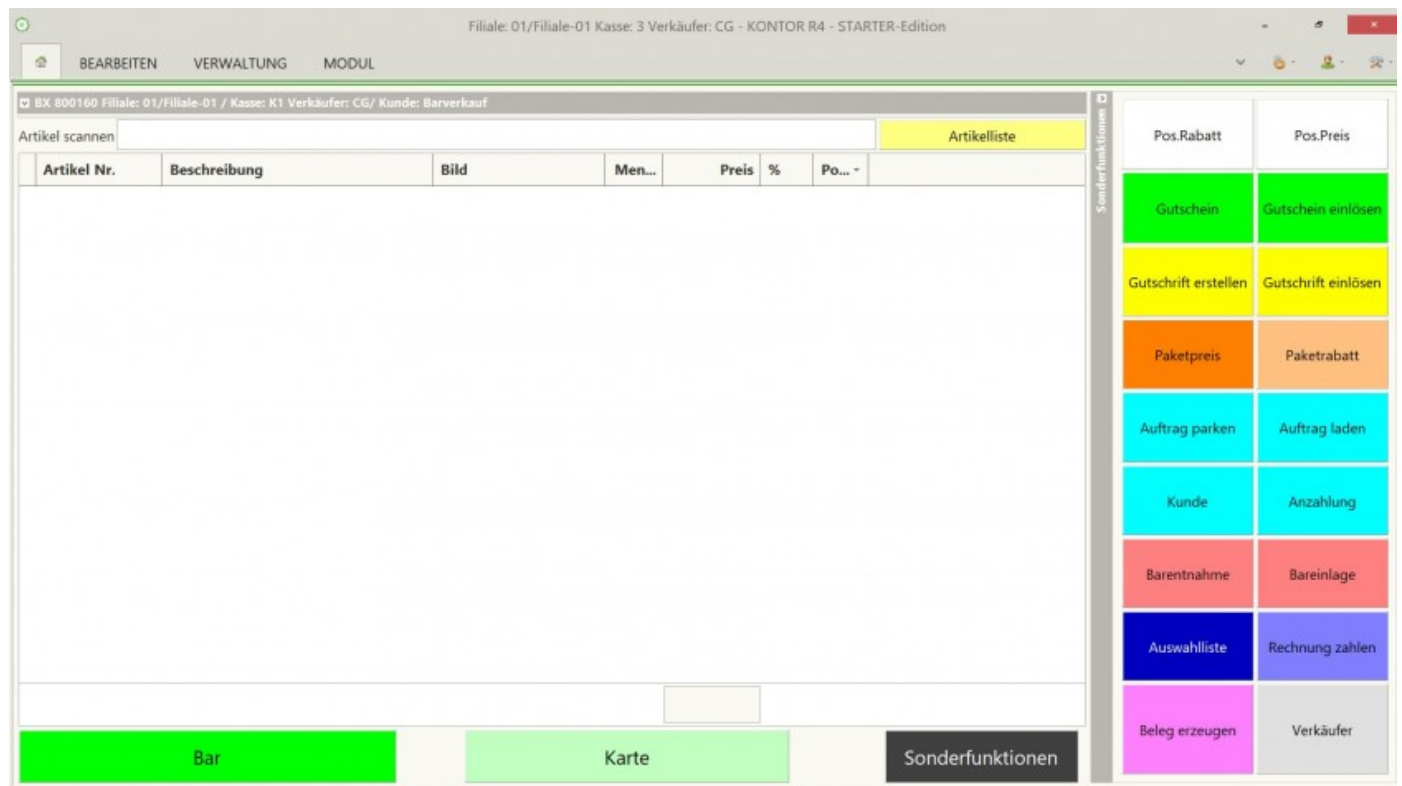 Filiale: 01/Filiale-01 Kasse: 3 Verkäufer: CG - KONTOR R4 - STARTER-Edition
BEARBEITEN VERWALTUNG MODUL
BX 800160 Filiale: 01/Filiale-01 / Kasse: K1 Verkäufer: CG/ Kunde: Barverkauf
Artikel scannen Artikelliste
Artikel Nr. Beschreibung Bild Men... Preis % Po...
Sonderfunktionen
Pos.Rabatt Pos.Preis
Gutschein Gutschein einlösen
Gutschrift erstellen Gutschrift einlösen
Paketpreis Paketrabatt
Auftrag parken Auftrag laden
Kunde Anzahlung
Barentnahme Bareinlage
Auswahlliste Rechnung zahlen
Beleg erzeugen Verkäufer
Bar Karte Sonderfunktionen